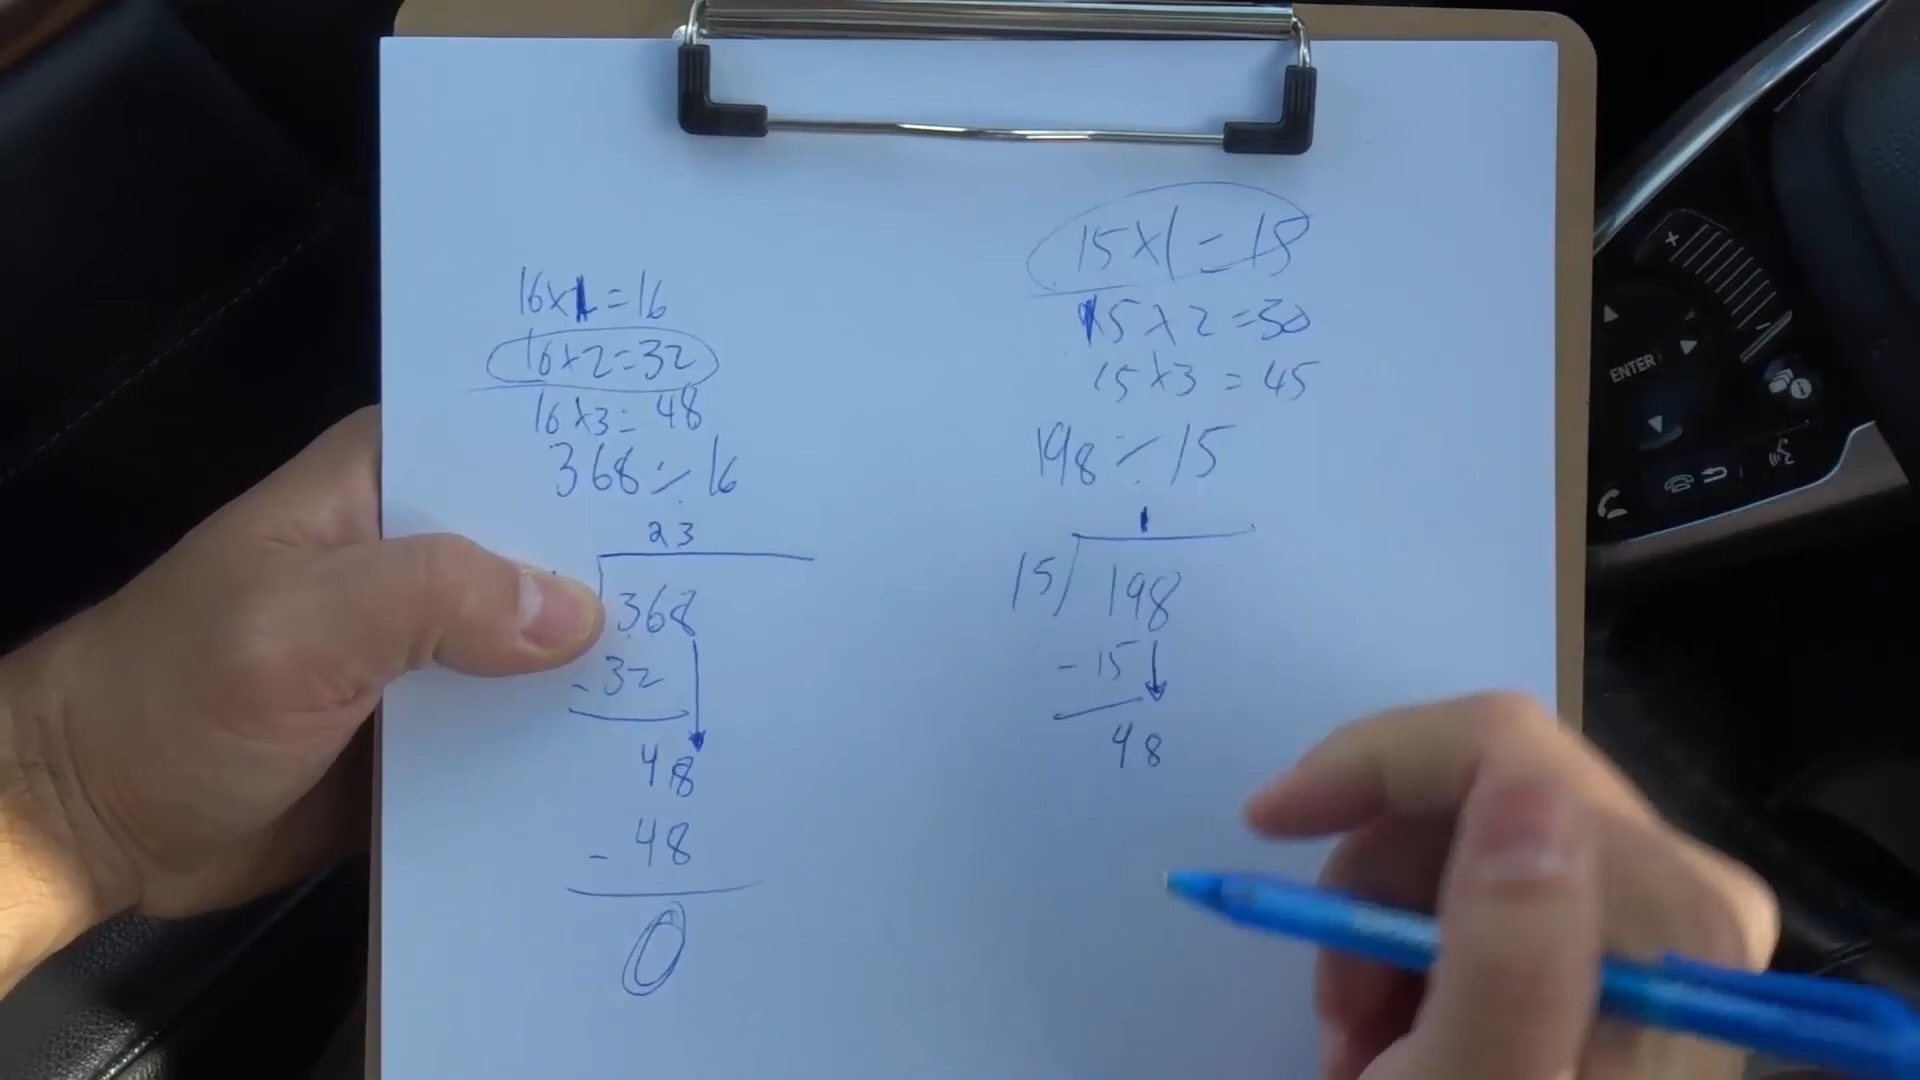 16x1=16
16x2=32
16x3=48
368÷16
23
368
-32
48
-48
0
15x1=15
15x2=30
15x3=45
198÷15
1
15 198
-15
48
ENTER